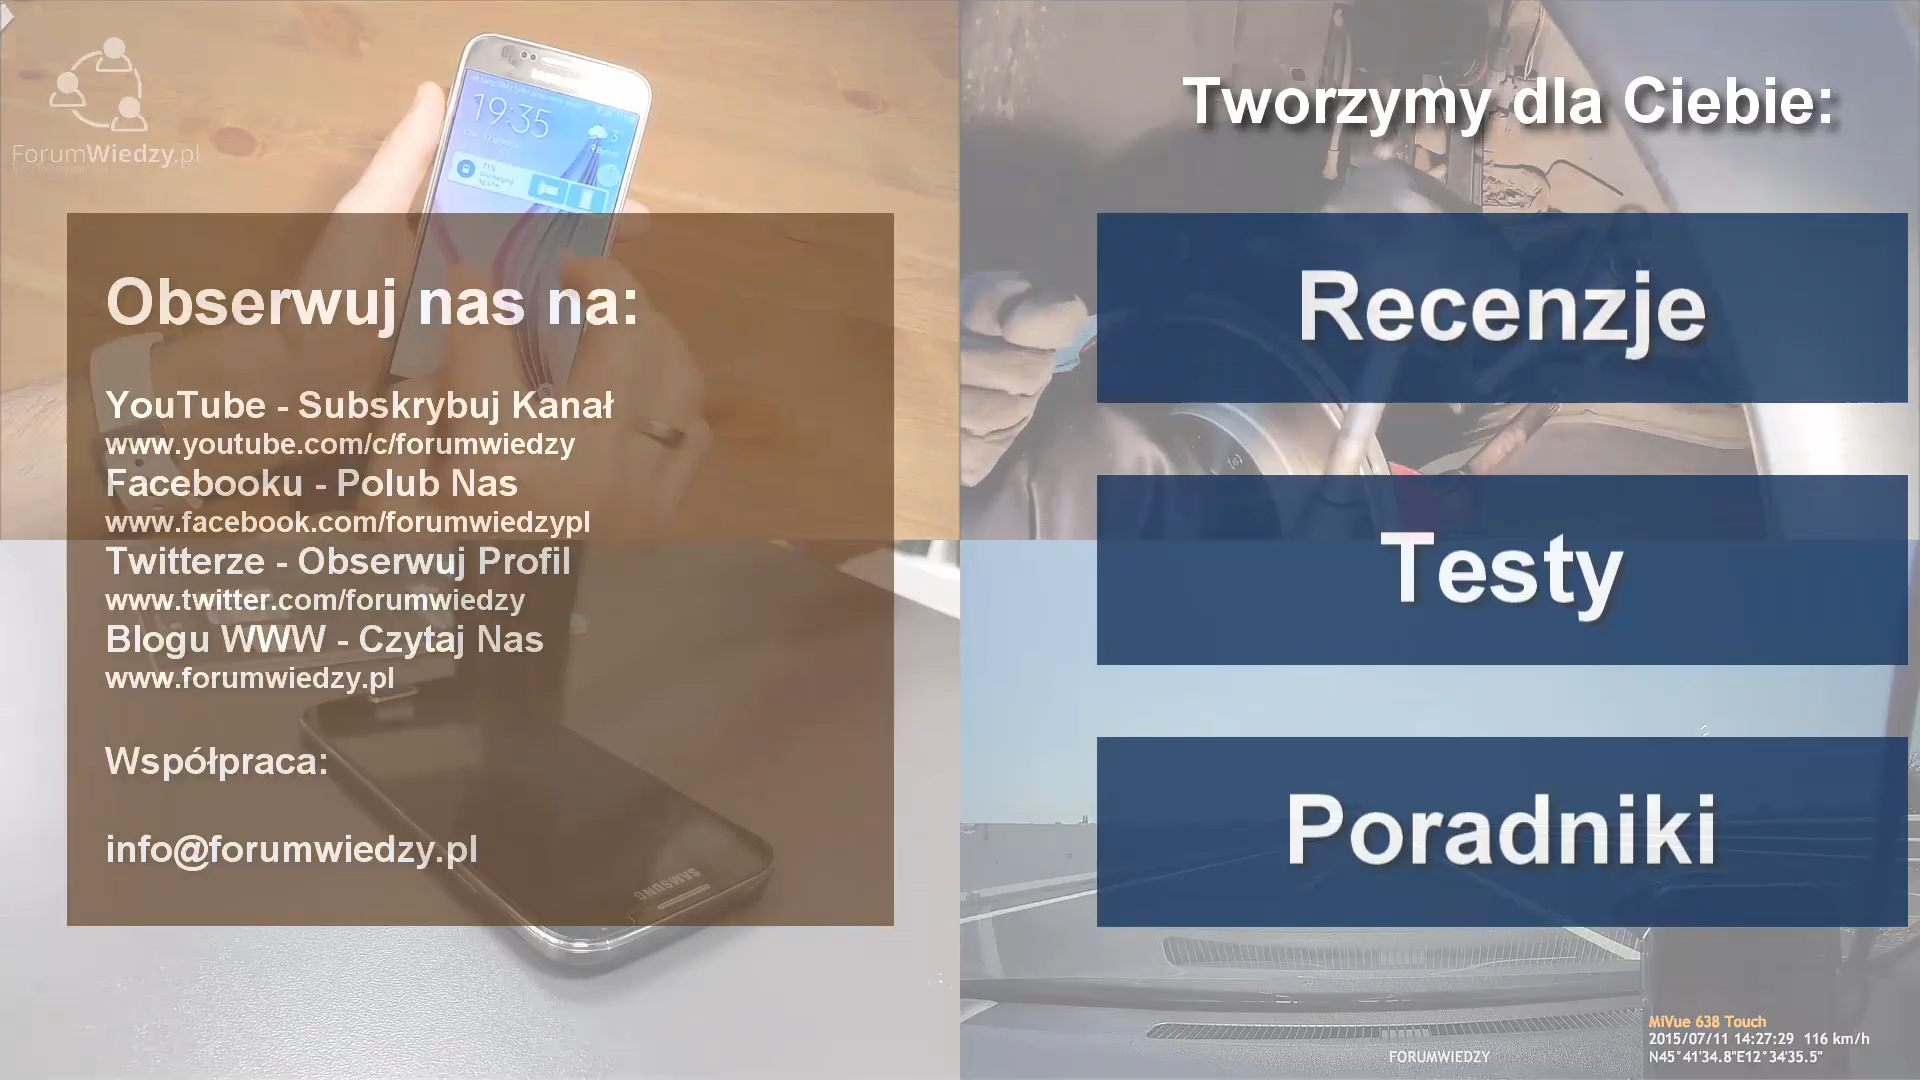 ForumWiedzy.pl
19:35
3°
71%
SAMSUNG
Obserwuj nas na:
YouTube - Subskrybuj Kanał
www.youtube.com/c/forumwiedzy
Facebooku - Polub Nas
www.facebook.com/forumwiedzypl
Twitterze - Obserwuj Profil
www.twitter.com/forumwiedzy
Blogu WWW - Czytaj Nas
www.forumwiedzy.pl
Współpraca:
info@forumwiedzy.pl
Tworzymy dla Ciebie:
Recenzje
Testy
Poradniki
MiVue 638 Touch
2015/07/11 14:27:29 116 km/h
FORUMWIEDZY
N45°41'34.8"E12°34'35.5"